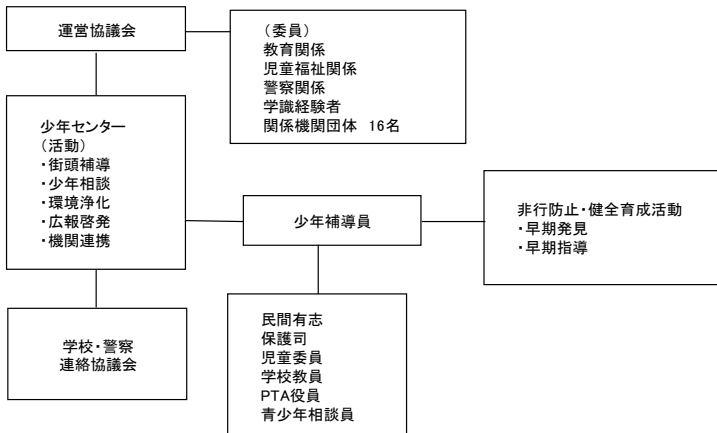 運営協議会
（委員）
教育関係
児童福祉関係
警察関係
学識経験者
関係機関団体　16名
少年センター
（活動）
・街頭補導
・少年相談
・環境浄化
・広報啓発
・機関連携
少年補導員
非行防止・健全育成活動
・早期発見
・早期指導
学校・警察
連絡協議会
民間有志
保護司
児童委員
学校教員
PTA役員
青少年相談員